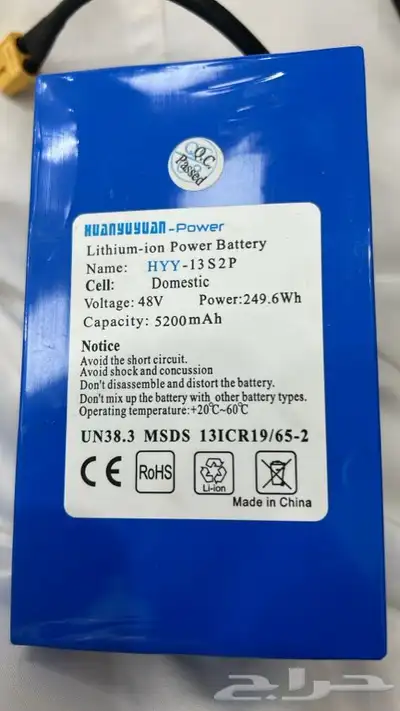 Q.C.
Passed
HUANYUYUAN-Power
Lithium-ion Power Battery
Name: HYY-13S2P
Cell: Domestic
Voltage: 48V Power:249.6Wh
Capacity: 5200mAh
Notice
Avoid the short circuit.
Avoid shock and concussion
Don't disassemble and distort the battery.
Don't mix up the battery with other battery types.
Operating temperature:+20℃~60℃
UN38.3 MSDS 13ICR19/65-2
CE RoHS Li-ion
Made in China
حراج